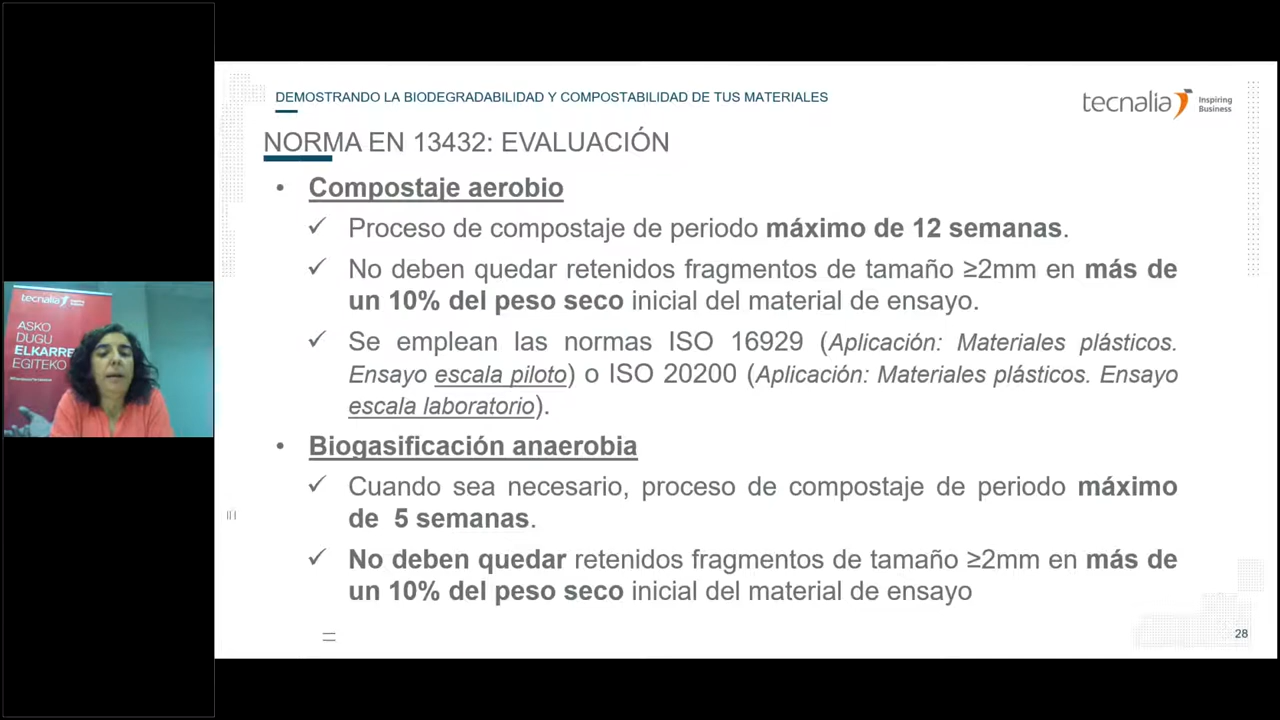 DEMOSTRANDO LA BIODEGRADABILIDAD Y COMPOSTABILIDAD DE TUS MATERIALES
tecnalia Inspiring
Business
NORMA EN 13432: EVALUACIÓN
• Compostaje aerobio
✓ Proceso de compostaje de periodo máximo de 12 semanas.
✓ No deben quedar retenidos fragmentos de tamaño ≥2mm en más de
un 10% del peso seco inicial del material de ensayo.
✓ Se emplean las normas ISO 16929 (Aplicación: Materiales plásticos.
Ensayo escala piloto) o ISO 20200 (Aplicación: Materiales plásticos. Ensayo
escala laboratorio).
• Biogasificación anaerobia
✓ Cuando sea necesario, proceso de compostaje de periodo máximo
de 5 semanas.
✓ No deben quedar retenidos fragmentos de tamaño ≥2mm en más de
un 10% del peso seco inicial del material de ensayo
28
tecnalia
ASKO
DUGU
ELKARRE
EGITEKO